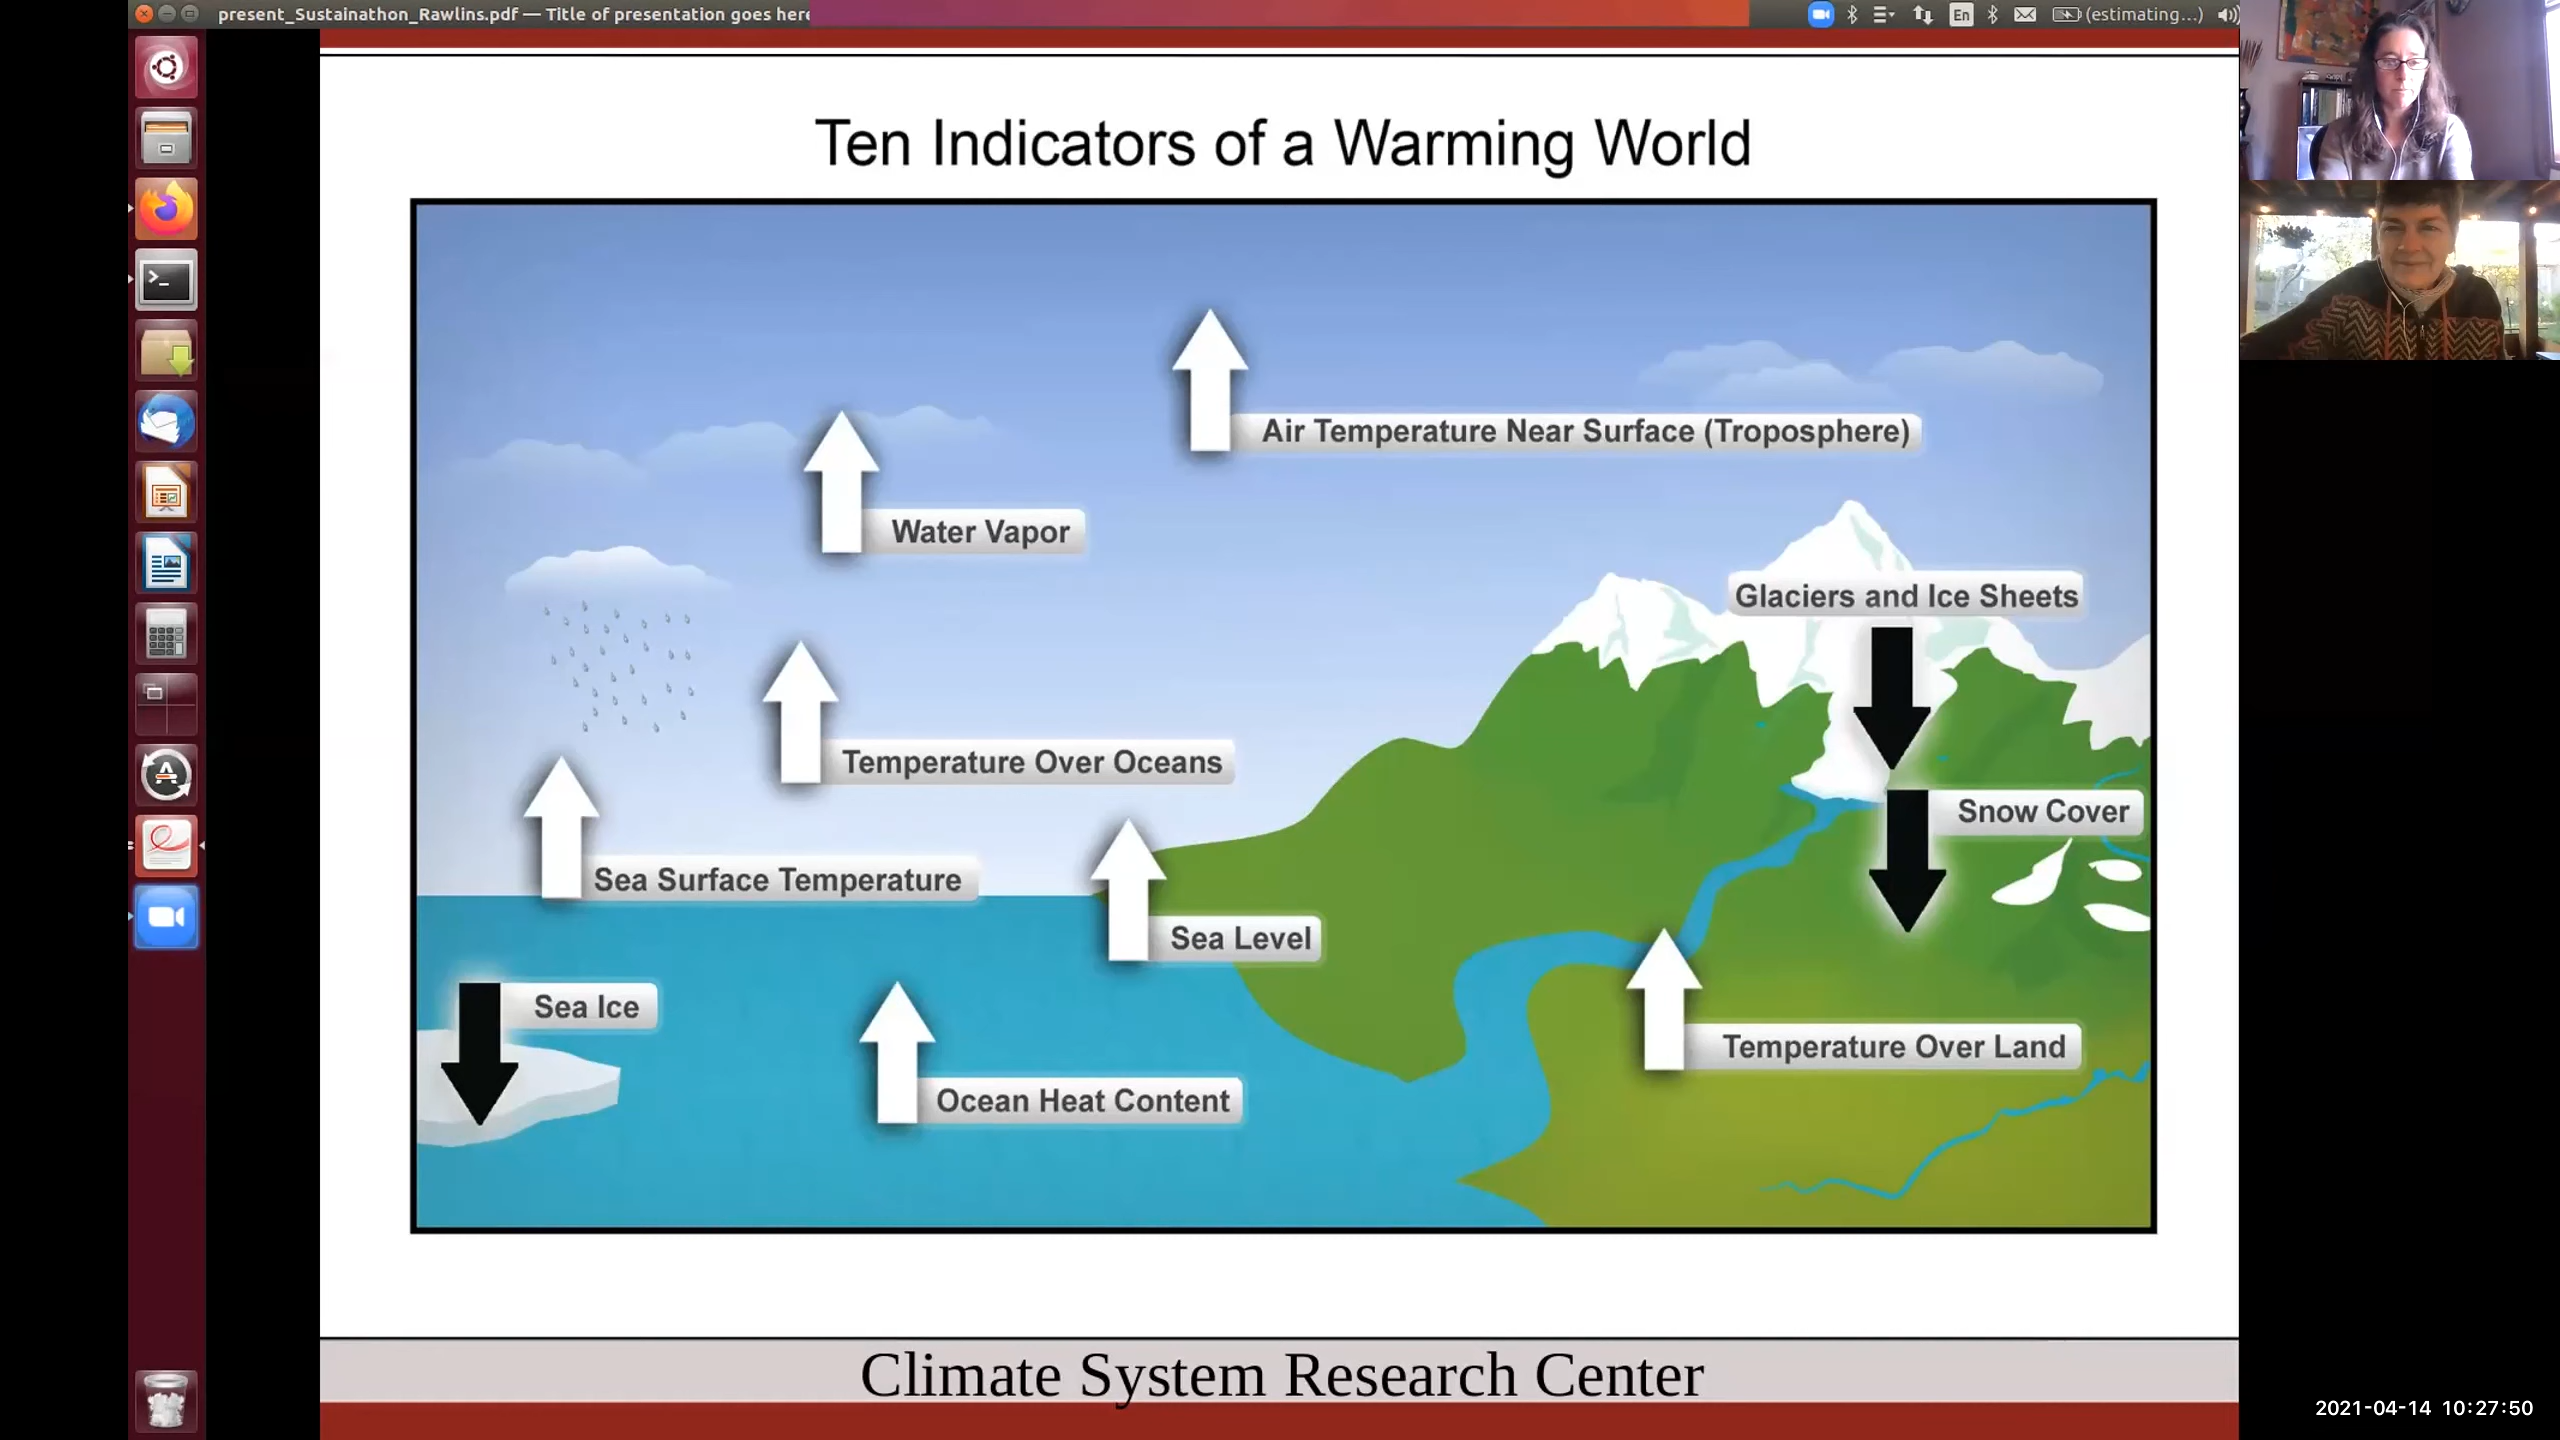 present_Sustainathon_Rawlins.pdf — Title of presentation goes here
En
(estimating...)
Ten Indicators of a Warming World
Air Temperature Near Surface (Troposphere)
Water Vapor
Glaciers and Ice Sheets
Temperature Over Oceans
Snow Cover
Sea Surface Temperature
Sea Level
Sea Ice
Temperature Over Land
Ocean Heat Content
Climate System Research Center
2021-04-14 10:27:50